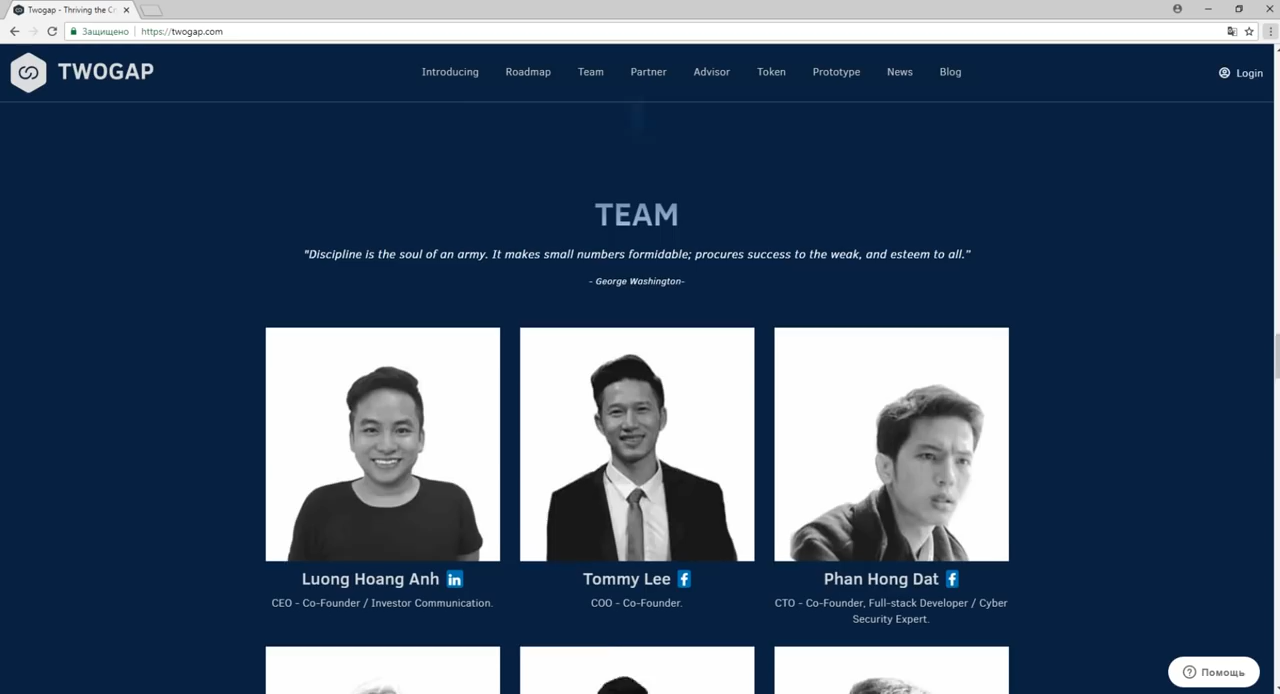 Twogap - Thriving the Cr
Защищено
https://twogap.com
TWOGAP
Introducing
Roadmap
Team
Partner
Advisor
Token
Prototype
News
Blog
Login
TEAM
"Discipline is the soul of an army. It makes small numbers formidable; procures success to the weak, and esteem to all."
- George Washington-
Luong Hoang Anh in
Tommy Lee f
Phan Hong Dat f
CEO - Co-Founder / Investor Communication.
COO - Co-Founder.
CTO - Co-Founder, Full-stack Developer / Cyber
Security Expert.
Помощь